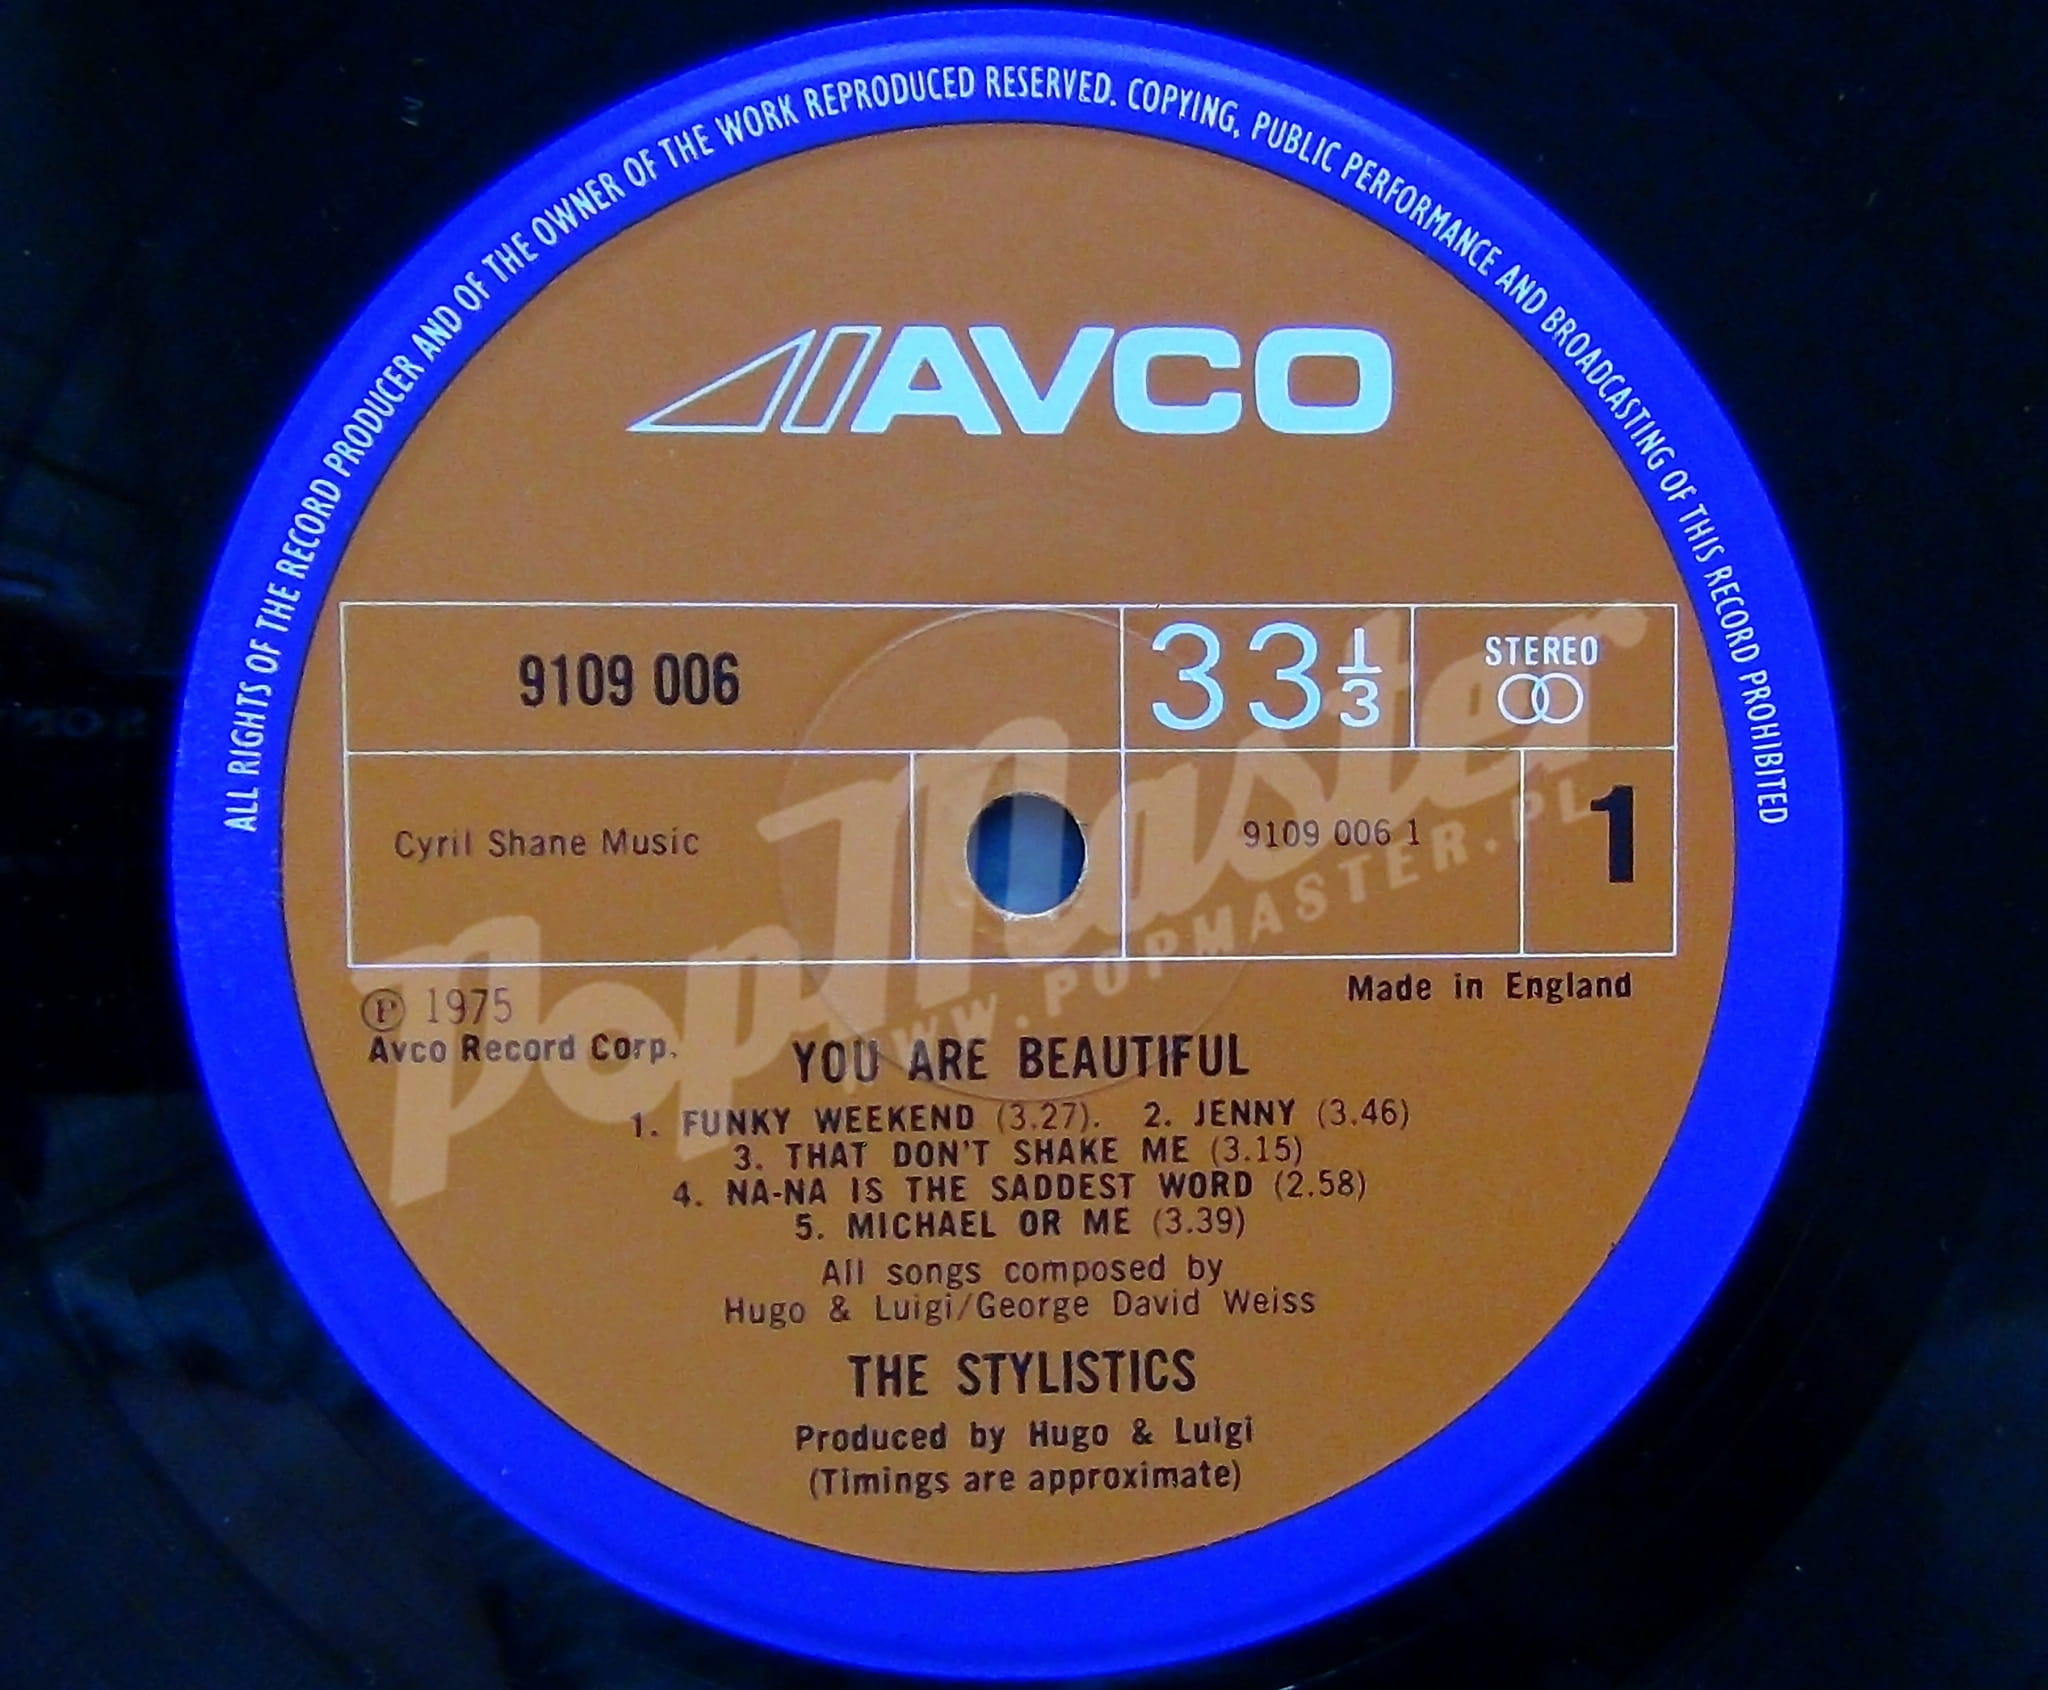 ALL RIGHTS OF THE RECORD PRODUCER AND OF THE OWNER OF THE WORK REPRODUCED RESERVED. COPYING, PUBLIC PERFORMANCE AND BROADCASTING OF THIS RECORD PROHIBITED
AVCO
9109 006
33 1/3
STEREO
Cyril Shane Music
9109 006 1
1
Ⓟ 1975
Avco Record Corp.
Made in England
YOU ARE BEAUTIFUL
1. FUNKY WEEKEND (3.27). 2. JENNY (3.46)
3. THAT DON'T SHAKE ME (3.15)
4. NA-NA IS THE SADDEST WORD (2.58)
5. MICHAEL OR ME (3.39)
All songs composed by
Hugo & Luigi/George David Weiss
THE STYLISTICS
Produced by Hugo & Luigi
(Timings are approximate)
PopMaster
WWW.POPMASTER.PL